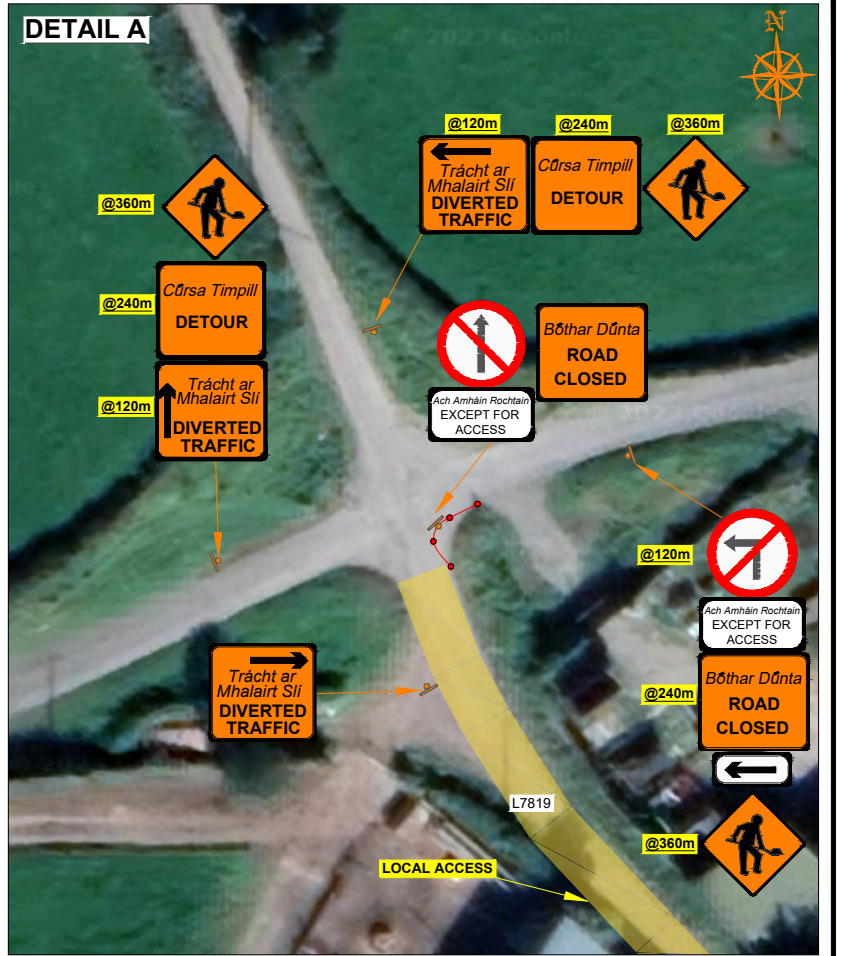 DETAIL A
N
@120m
@240m
@360m
Trácht ar
Mhalairt Slí
DIVERTED
TRAFFIC
Cúrsa Timpill
DETOUR
@360m
@240m
Cúrsa Timpill
DETOUR
@120m
Trácht ar
Mhalairt Slí
DIVERTED
TRAFFIC
Ach Amháin Rochtain
EXCEPT FOR
ACCESS
Bóthar Dúnta
ROAD
CLOSED
@120m
Ach Amháin Rochtain
EXCEPT FOR
ACCESS
@240m
Bóthar Dúnta
ROAD
CLOSED
@360m
Trácht ar
Mhalairt Slí
DIVERTED
TRAFFIC
L7819
LOCAL ACCESS